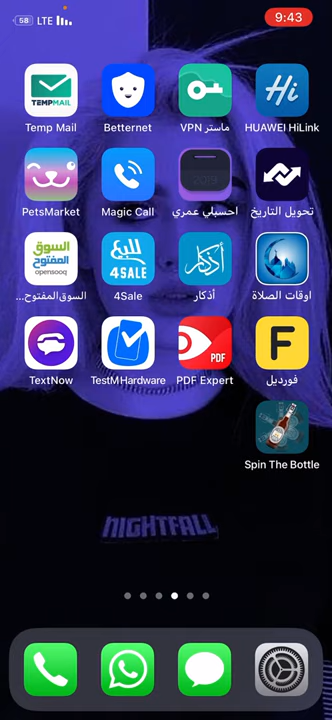 58 LTE 9:43
TEMPMAIL
Temp Mail
Betternet
ماستر VPN
Hi
HUAWEI HiLink
PetsMarket
Magic Call
احسبلي عمري
تحويل التاريخ
السوق
المفتوح
opensooq
السوق المفتوح...
للبيع
4SALE
4Sale
أذكار
أذكار
اوقات الصلاة
TextNow
TestMHardware
PDF
PDF Expert
F
فورديل
Spin The Bottle
NIGHTFALL